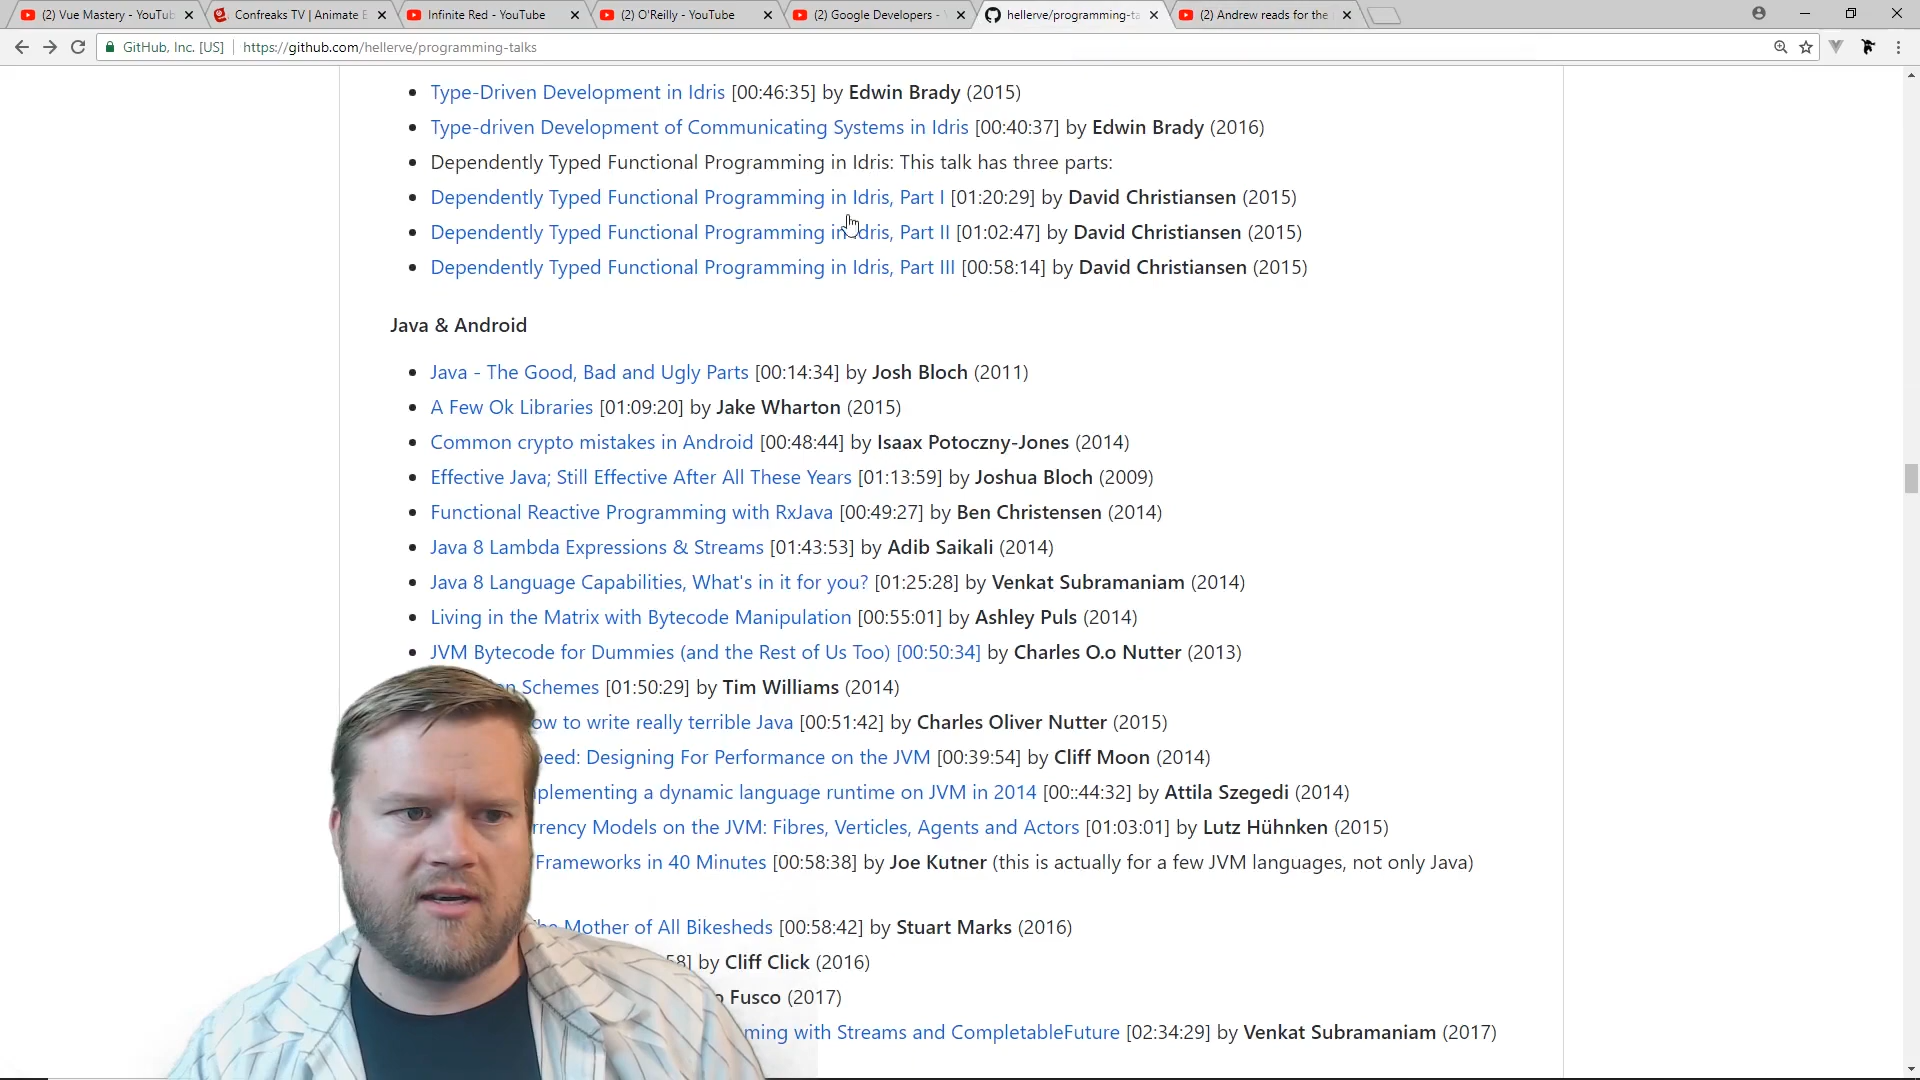 (2) Vue Mastery - YouTub
Confreaks TV | Animate E
Infinite Red - YouTube
(2) O'Reilly - YouTube
(2) Google Developers -
hellerve/programming-ta
(2) Andrew reads for the
GitHub, Inc. [US]
https://github.com/hellerve/programming-talks
Type-Driven Development in Idris [00:46:35] by Edwin Brady (2015)
Type-driven Development of Communicating Systems in Idris [00:40:37] by Edwin Brady (2016)
Dependently Typed Functional Programming in Idris: This talk has three parts:
Dependently Typed Functional Programming in Idris, Part I [01:20:29] by David Christiansen (2015)
Dependently Typed Functional Programming in Idris, Part II [01:02:47] by David Christiansen (2015)
Dependently Typed Functional Programming in Idris, Part III [00:58:14] by David Christiansen (2015)
Java & Android
Java - The Good, Bad and Ugly Parts [00:14:34] by Josh Bloch (2011)
A Few Ok Libraries [01:09:20] by Jake Wharton (2015)
Common crypto mistakes in Android [00:48:44] by Isaax Potoczny-Jones (2014)
Effective Java; Still Effective After All These Years [01:13:59] by Joshua Bloch (2009)
Functional Reactive Programming with RxJava [00:49:27] by Ben Christensen (2014)
Java 8 Lambda Expressions & Streams [01:43:53] by Adib Saikali (2014)
Java 8 Language Capabilities, What's in it for you? [01:25:28] by Venkat Subramaniam (2014)
Living in the Matrix with Bytecode Manipulation [00:55:01] by Ashley Puls (2014)
JVM Bytecode for Dummies (and the Rest of Us Too) [00:50:34] by Charles O.o Nutter (2013)
Schemes [01:50:29] by Tim Williams (2014)
to write really terrible Java [00:51:42] by Charles Oliver Nutter (2015)
Designing For Performance on the JVM [00:39:54] by Cliff Moon (2014)
a dynamic language runtime on JVM in 2014 [00::44:32] by Attila Szegedi (2014)
Models on the JVM: Fibres, Verticles, Agents and Actors [01:03:01] by Lutz Hühnken (2015)
Frameworks in 40 Minutes [00:58:38] by Joe Kutner (this is actually for a few JVM languages, not only Java)
Mother of All Bikesheds [00:58:42] by Stuart Marks (2016)
58] by Cliff Click (2016)
Fusco (2017)
ming with Streams and CompletableFuture [02:34:29] by Venkat Subramaniam (2017)